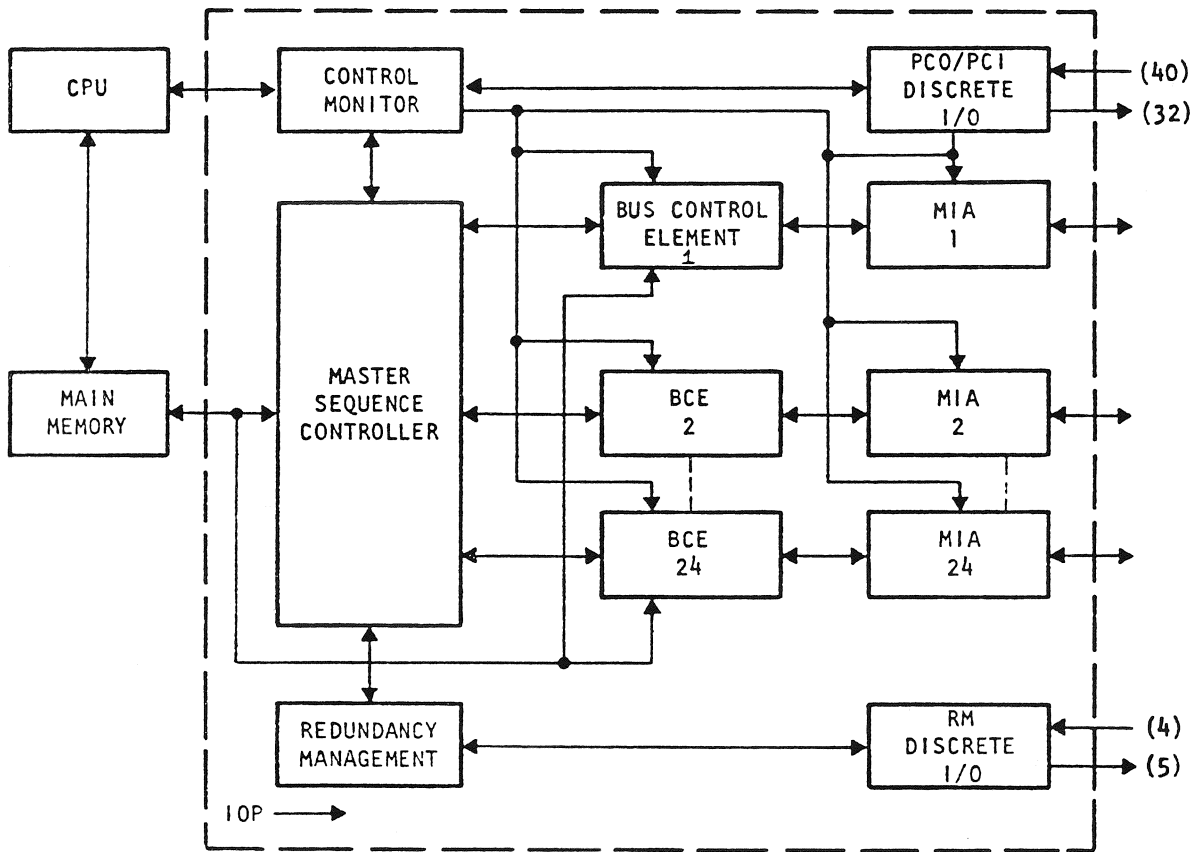 CPU
CONTROL
MONITOR
PCO/PCI
DISCRETE
I/O
(40)
(32)
BUS CONTROL
ELEMENT
1
MIA
1
MAIN
MEMORY
MASTER
SEQUENCE
CONTROLLER
BCE
2
MIA
2
BCE
24
MIA
24
REDUNDANCY
MANAGEMENT
RM
DISCRETE
I/O
(4)
(5)
IOP